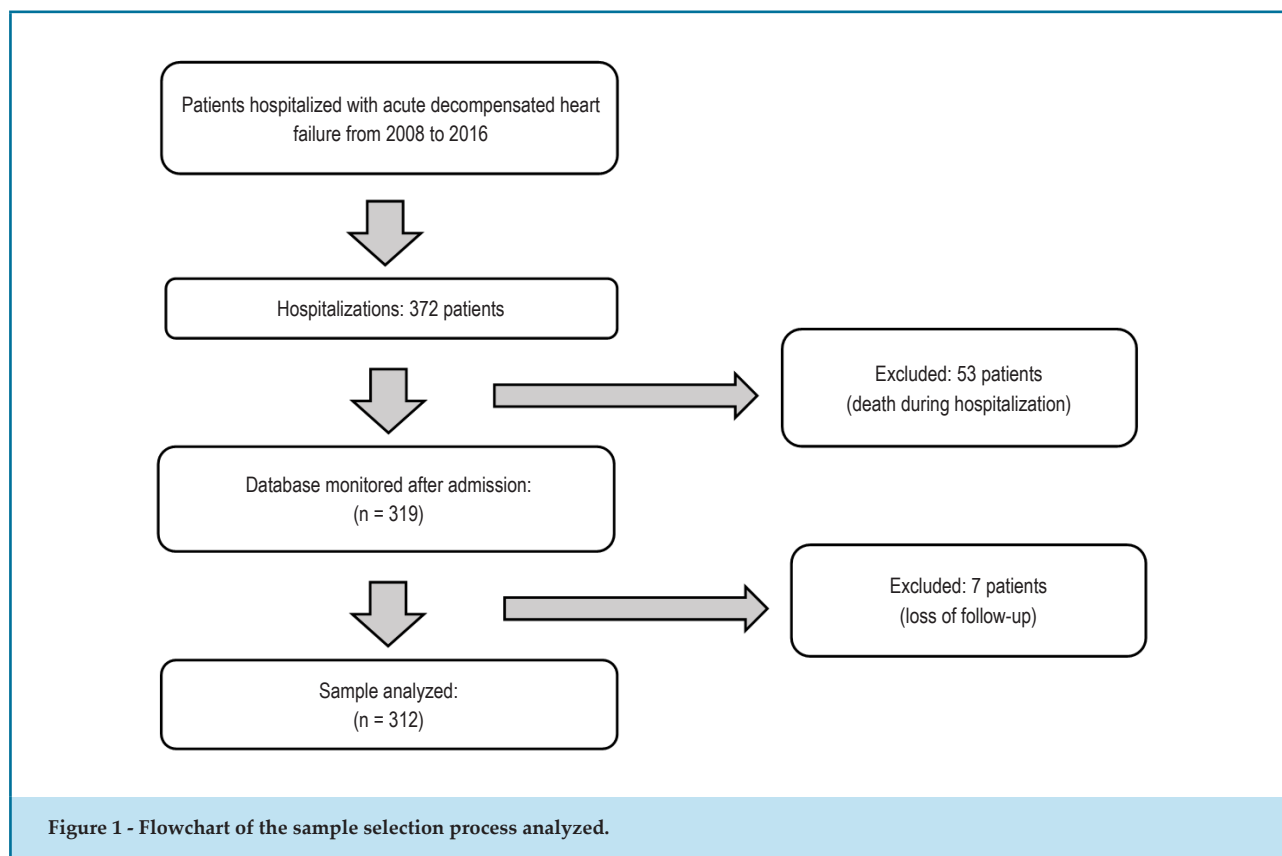 Patients hospitalized with acute decompensated heart
failure from 2008 to 2016
Hospitalizations: 372 patients
Excluded: 53 patients
(death during hospitalization)
Database monitored after admission:
(n = 319)
Excluded: 7 patients
(loss of follow-up)
Sample analyzed:
(n = 312)
Figure 1 - Flowchart of the sample selection process analyzed.